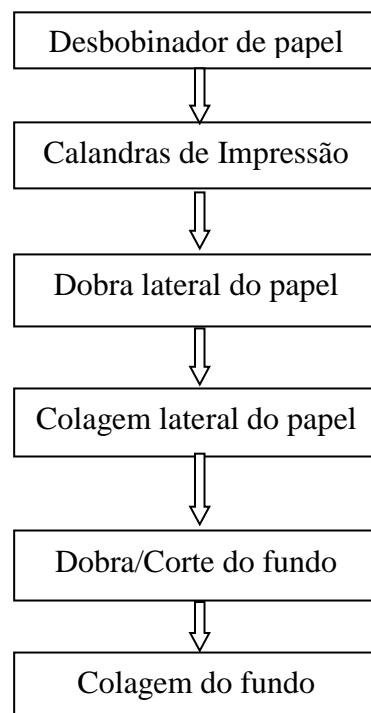 Desbobinador de papel
Calandras de Impressão
Dobra lateral do papel
Colagem lateral do papel
Dobra/Corte do fundo
Colagem do fundo